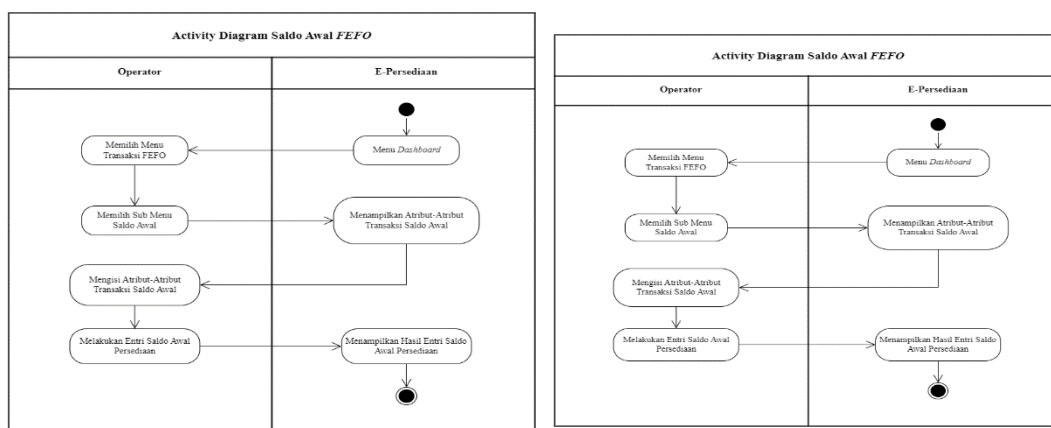 Activity Diagram Saldo Awal FEFO
Operator
E-Persediaan
Menu Dashboard
Memilih Menu
Transaksi FEFO
Memilih Sub Menu
Saldo Awal
Menampilkan Atribut-Atribut
Transaksi Saldo Awal
Mengisi Atribut-Atribut
Transaksi Saldo Awal
Melakukan Entri Saldo Awal
Persediaan
Menampilkan Hasil Entri Saldo
Awal Persediaan
Activity Diagram Saldo Awal FEFO
Operator
E-Persediaan
Menu Dashboard
Memilih Menu
Transaksi FEFO
Memilih Sub Menu
Saldo Awal
Menampilkan Atribut-Atribut
Transaksi Saldo Awal
Mengisi Atribut-Atribut
Transaksi Saldo Awal
Melakukan Entri Saldo Awal
Persediaan
Menampilkan Hasil Entri Saldo
Awal Persediaan